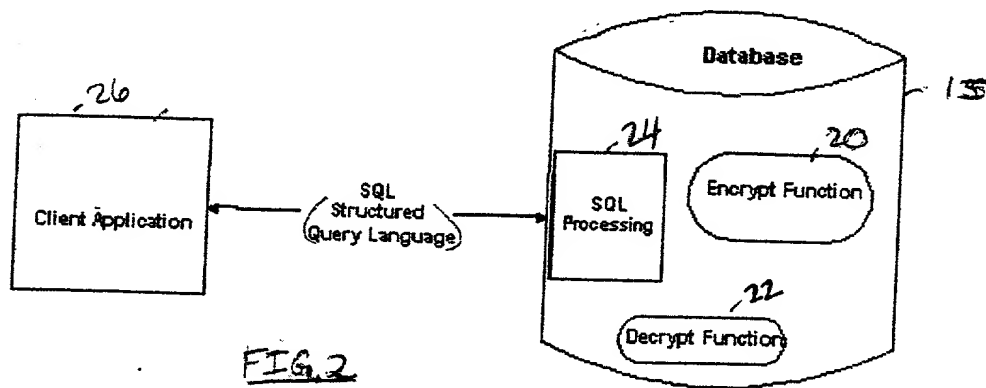 Database
26
24
20
Client Application
SQL
Structured
Query Language
SQL
Processing
Encrypt Function
22
Decrypt Function
FIG. 2